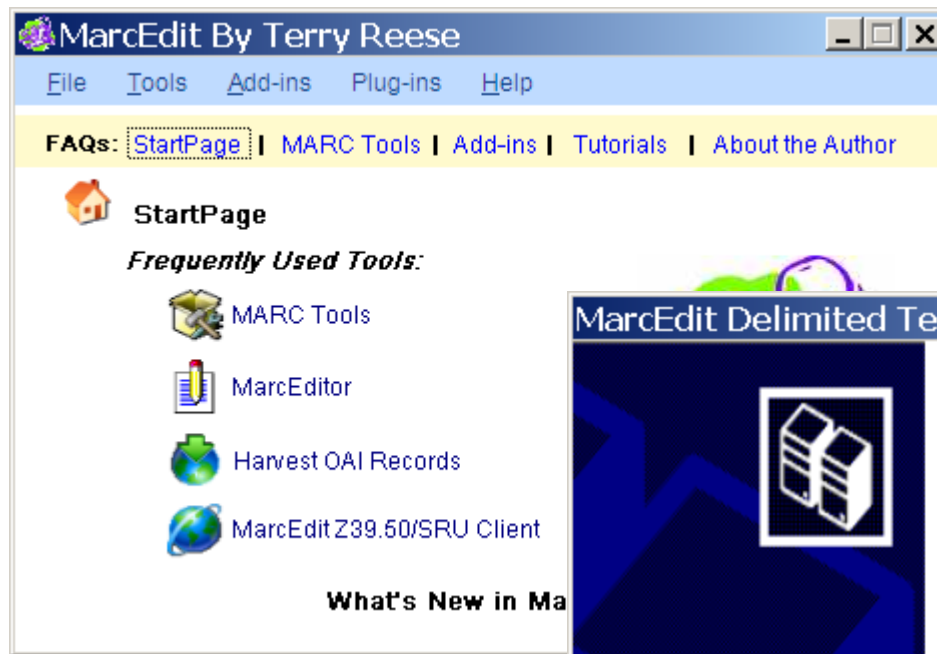 MarcEdit By Terry Reese
File Tools Add-ins Plug-ins Help
FAQs: StartPage | MARC Tools | Add-ins | Tutorials | About the Author
StartPage
Frequently Used Tools:
MARC Tools
MarcEditor
Harvest OAI Records
MarcEdit Z39.50/SRU Client
What's New in Ma
MarcEdit Delimited Te